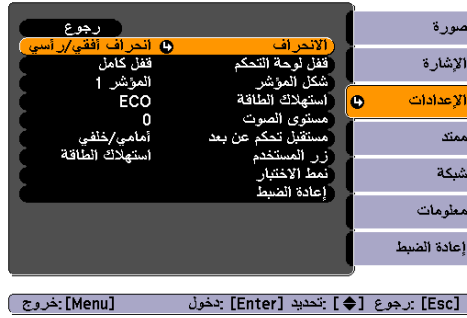 رجوع
الانحراف انحراف أفقي/رأسي
قفل لوحة التحكم قفل كامل
شكل المؤشر المؤشر 1
استهلاك الطاقة ECO
مستوى الصوت 0
مستقبل تحكم عن بعد أمامي/خلفي
زر المستخدم استهلاك الطاقة
نمط الاختبار
إعادة الضبط
صورة
الإشارة
الإعدادات
ممتد
شبكة
معلومات
إعادة الضبط
[Esc] :رجوع [◆] :تحديد [Enter] :دخول [Menu] :خروج